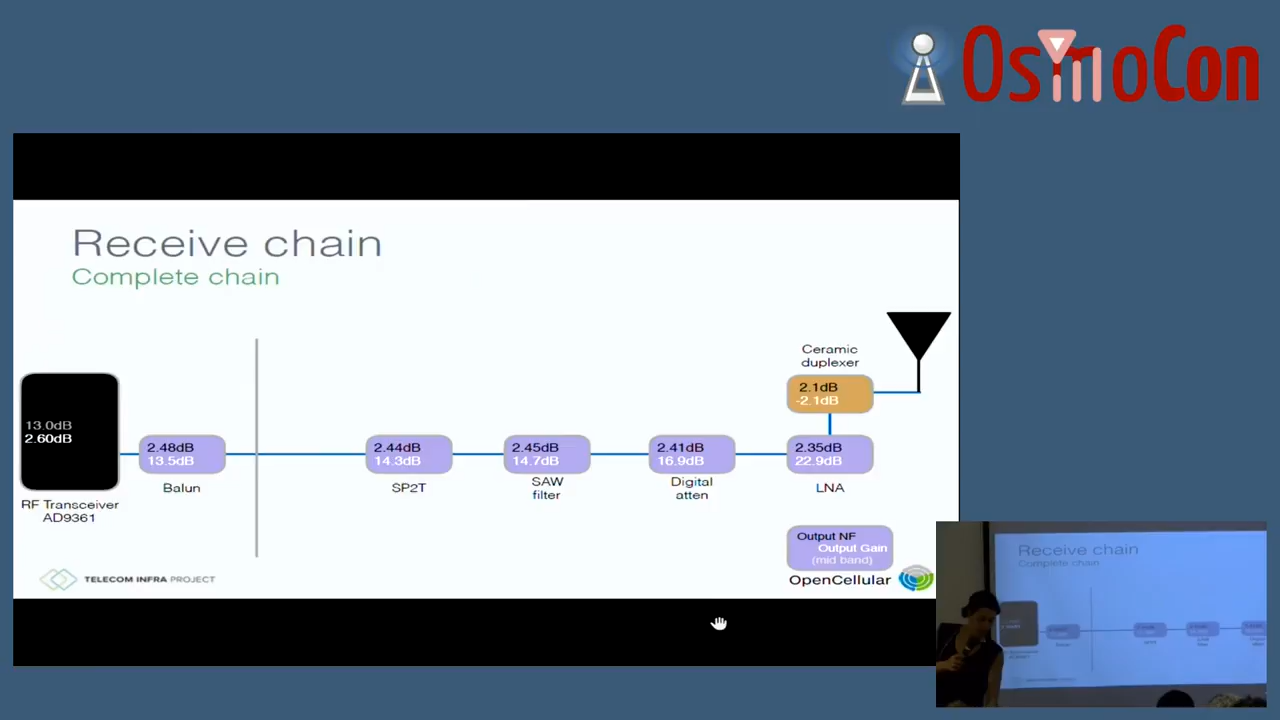 OsmoCon
Receive chain
Complete chain
Ceramic
duplexer
2.1dB
-2.1dB
13.0dB
2.60dB
2.48dB
13.5dB
2.44dB
14.3dB
2.45dB
14.7dB
2.41dB
16.9dB
2.35dB
22.9dB
RF Transceiver
AD9361
Balun
SP2T
SAW
filter
Digital
atten
LNA
Output NF
Output Gain
(mid band)
TELECOM INFRA PROJECT
OpenCellular
Receive chain
Complete chain